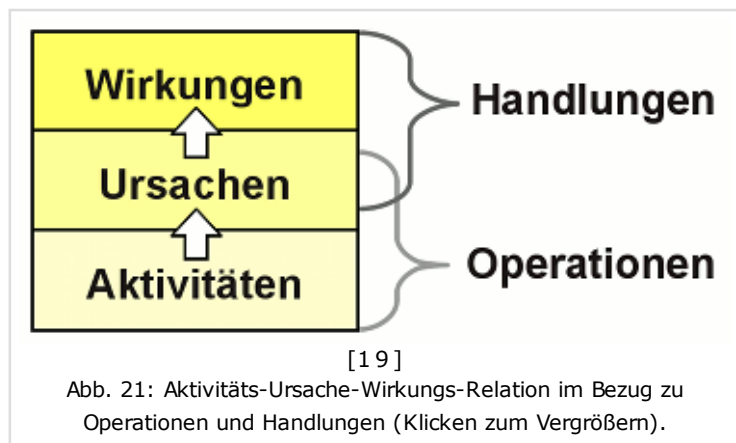 Wirkungen
Handlungen
Ursachen
Operationen
Aktivitäten
[19]
Abb. 21: Aktivitäts-Ursache-Wirkungs-Relation im Bezug zu
Operationen und Handlungen (Klicken zum Vergrößern).